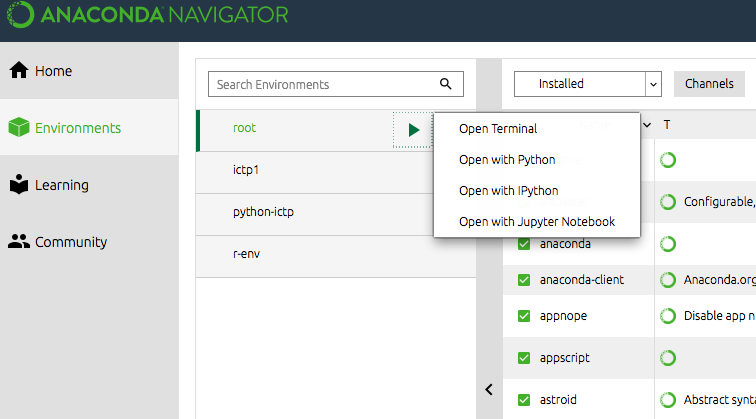 ANACONDA NAVIGATOR
Home
Environments
Learning
Community
Search Environments
root
ictp1
python-ictp
r-env
Open Terminal
Open with Python
Open with IPython
Open with Jupyter Notebook
Installed
Channels
T
Configurable,
anaconda
anaconda-client
Anaconda.org
appnope
Disable app n
appscript
astroid
Abstract synta